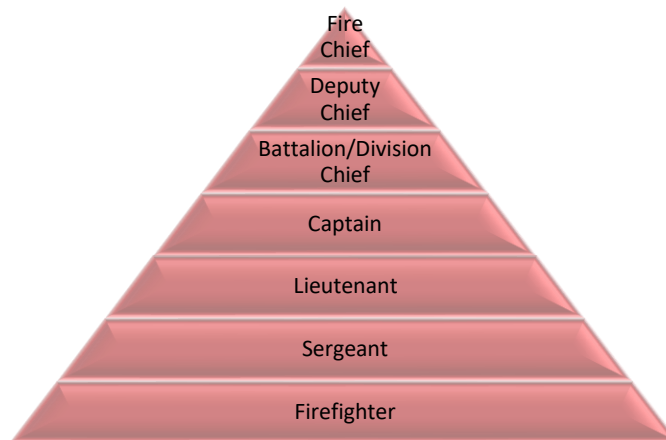 Fire
Chief
Deputy
Chief
Battalion/Division
Chief
Captain
Lieutenant
Sergeant
Firefighter